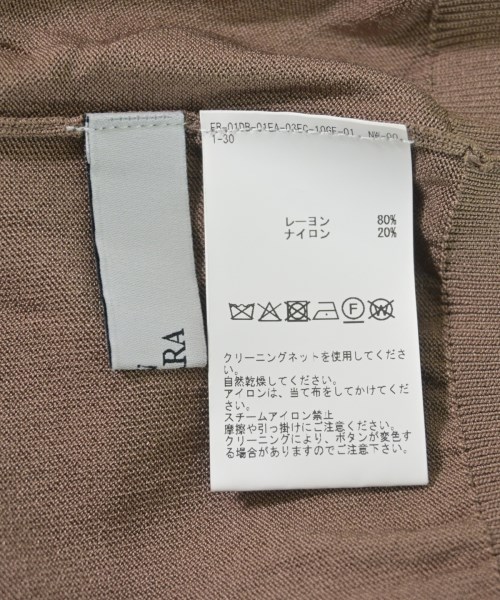 1-30
レーヨン 80%
ナイロン 20%
F
W
クリーニングネットを使用してくださ
い。
自然乾燥してください。
アイロンは、当て布をしてかけてくだ
さい。
スチームアイロン禁止
摩擦や引っ掛けにご注意下さい。
クリーニングにより、ボタンが変色す
る場合がありますのでご注意下さい。
RA